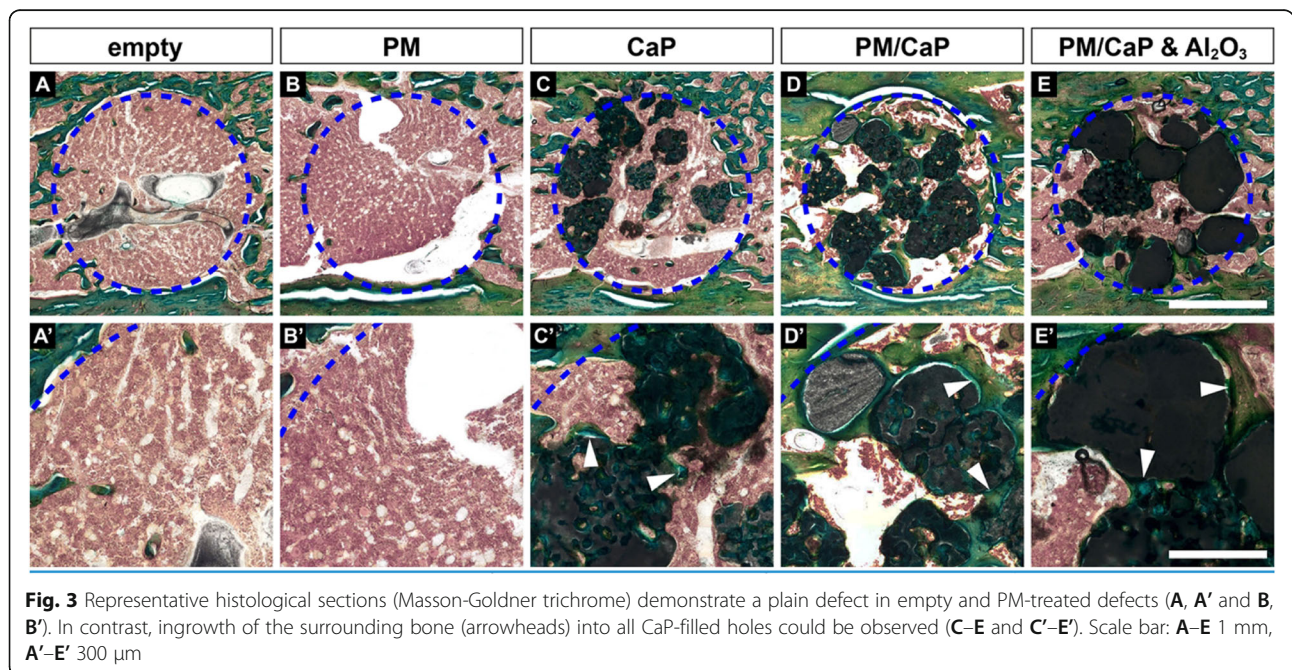 empty PM CaP PM/CaP PM/CaP & Al₂O₃
A B C D E
A' B' C' D' E'
Fig. 3 Representative histological sections (Masson-Goldner trichrome) demonstrate a plain defect in empty and PM-treated defects (A, A' and B,
B'). In contrast, ingrowth of the surrounding bone (arrowheads) into all CaP-filled holes could be observed (C–E and C'–E'). Scale bar: A–E 1 mm,
A'–E' 300 μm